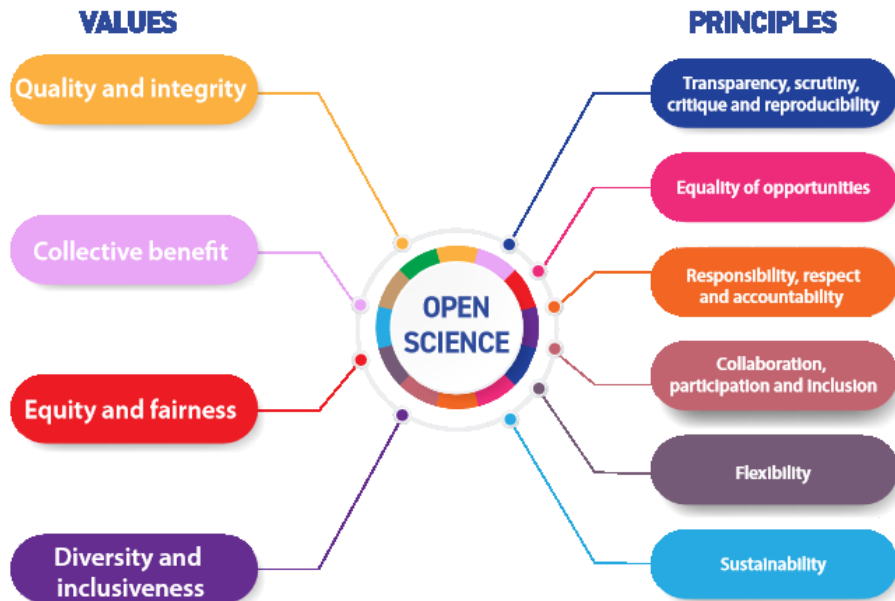 VALUES
Quality and integrity
Collective benefit
Equity and fairness
Diversity and
inclusiveness
OPEN
SCIENCE
PRINCIPLES
Transparency, scrutiny,
critique and reproducibility
Equality of opportunities
Responsibility, respect
and accountability
Collaboration,
participation and inclusion
Flexibility
Sustainability